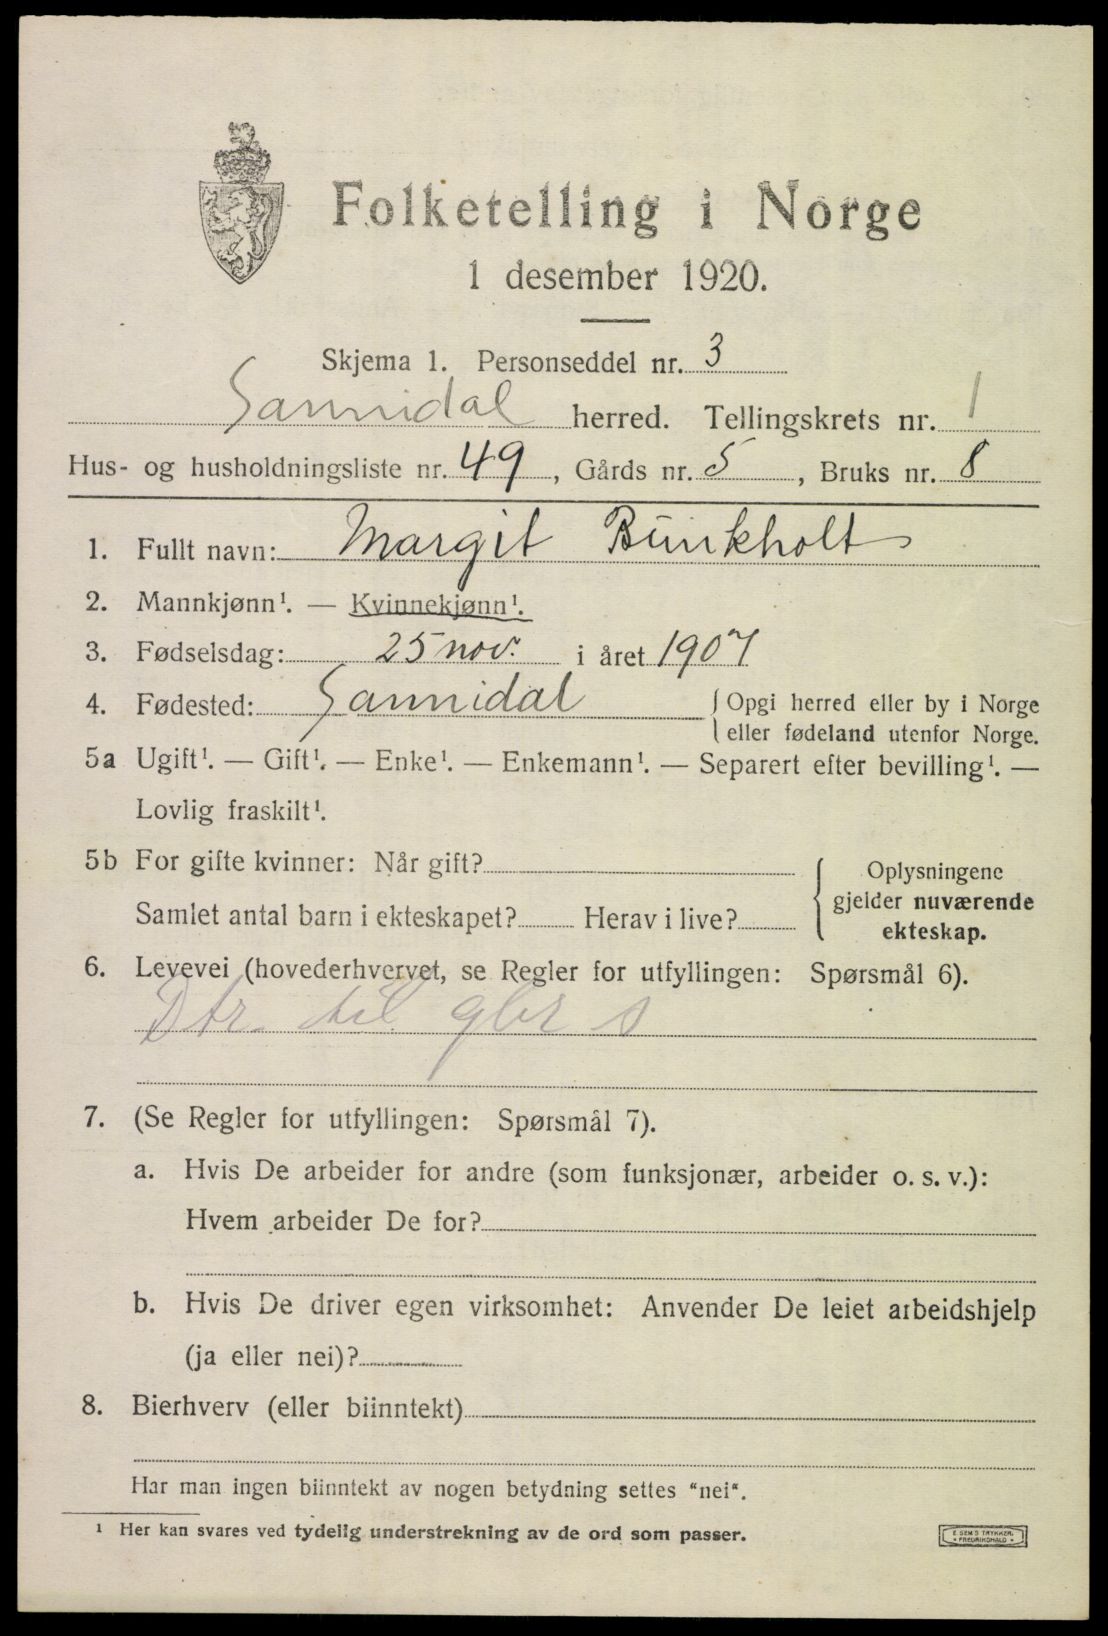 Folketelling i Norge
1 desember 1920.
Skjema 1. Personseddel nr. 3
Sannidal herred. Tellingskrets nr. 1
Hus- og husholdningsliste nr. 49, Gårds nr. 5, Bruks nr. 8
1. Fullt navn: Margit Bunkholt
2. Mannkjønn¹. — Kvinnekjønn¹.
3. Fødselsdag: 25 nov. i året 1907
4. Fødested: Sannidal { Opgi herred eller by i Norge
eller fødeland utenfor Norge.
5a Ugift¹. — Gift¹. — Enke¹. — Enkemann¹. — Separert efter bevilling¹. —
Lovlig fraskilt¹.
5b For gifte kvinner: Når gift?
Samlet antal barn i ekteskapet? Herav i live?
{ Oplysningene
gjelder nuværende
ekteskap.
6. Levevei (hovederhvervet, se Regler for utfyllingen: Spørsmål 6).
Dtr. til gbr s
7. (Se Regler for utfyllingen: Spørsmål 7).
a. Hvis De arbeider for andre (som funksjonær, arbeider o. s. v.):
Hvem arbeider De for?
b. Hvis De driver egen virksomhet: Anvender De leiet arbeidshjelp
(ja eller nei)?
8. Bierhverv (eller biinntekt)
Har man ingen biinntekt av nogen betydning settes "nei".
¹ Her kan svares ved tydelig understrekning av de ord som passer.
E. SEM'S TRYKKERI
FREDRIKSHALD